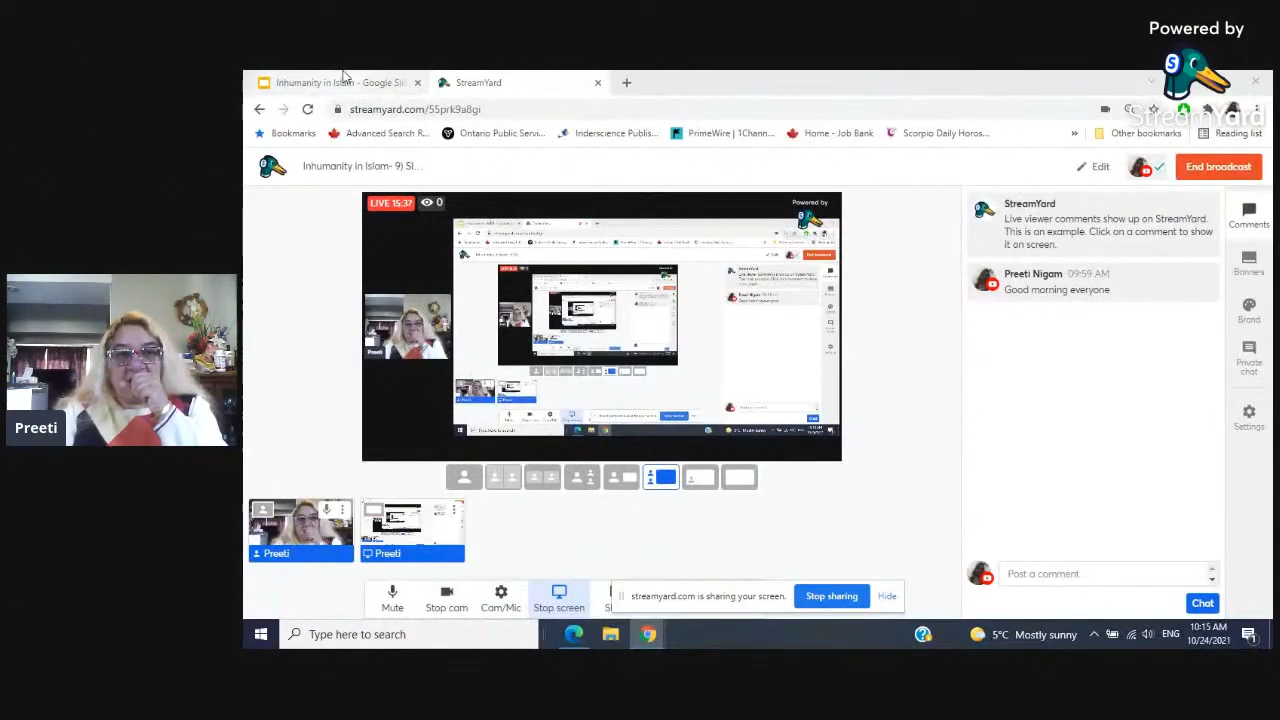 Powered by
StreamYard
Inhumanity in Islam - Google Sli
StreamYard
streamyard.com/55prk9a8gi
Bookmarks
Advanced Search R...
Ontario Public Servi...
Inderscience Publis...
PrimeWire | 1Chann...
Home - Job Bank
Scorpio Daily Horos...
»
Other bookmarks
Reading list
Inhumanity in Islam- 9) Sl...
Edit
End broadcast
LIVE 15:37
0
Powered by
StreamYard
Live viewer comments show up on StreamYard.
This is an example. Click on a comment to show
it on screen.
Preeti Nigam 09:59 AM
Good morning everyone
Comments
Banners
Brand
Private
chat
Settings
Preeti
Preeti
Preeti
Preeti
Mute
Stop cam
Cam/Mic
Stop screen
streamyard.com is sharing your screen.
Stop sharing
Hide
Post a comment
Chat
Type here to search
5°C Mostly sunny
ENG
10:15 AM
10/24/2021
1